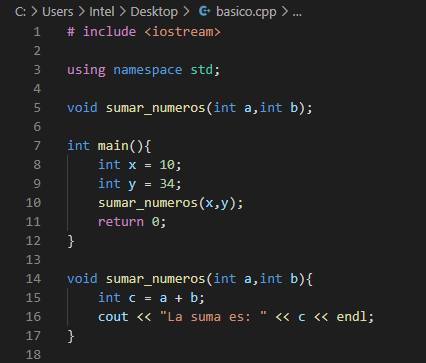 C: > Users > Intel > Desktop > basico.cpp > ...
1 # include <iostream>
2
3 using namespace std;
4
5 void sumar_numeros(int a,int b);
6
7 int main(){
8     int x = 10;
9     int y = 34;
10     sumar_numeros(x,y);
11     return 0;
12 }
13
14 void sumar_numeros(int a,int b){
15     int c = a + b;
16     cout << "La suma es: " << c << endl;
17 }
18